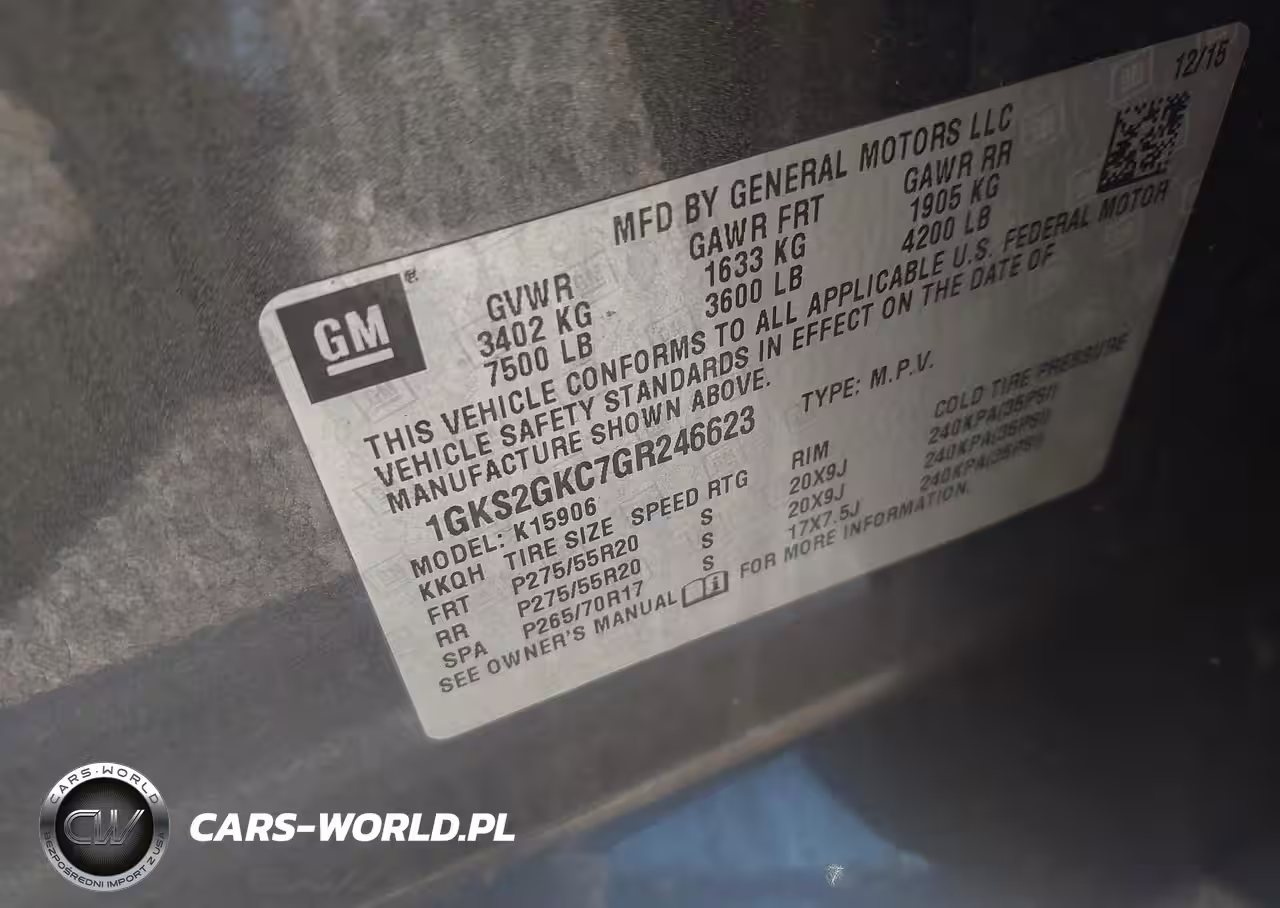 12/15
MFD BY GENERAL MOTORS LLC
GVWR GAWR FRT GAWR RR
3402 KG 1633 KG 1905 KG
7500 LB 3600 LB 4200 LB
THIS VEHICLE CONFORMS TO ALL APPLICABLE U.S. FEDERAL MOTOR
VEHICLE SAFETY STANDARDS IN EFFECT ON THE DATE OF
MANUFACTURE SHOWN ABOVE.
1GKS2GKC7GR246623 TYPE: M.P.V.
MODEL: K15906
KKQH TIRE SIZE SPEED RTG RIM COLD TIRE PRESSURE
FRT P275/55R20 S 20X9J 240KPA(35PSI)
RR P275/55R20 S 20X9J 240KPA(35PSI)
SPA P265/70R17 S 17X7.5J 240KPA(35PSI)
SEE OWNER'S MANUAL FOR MORE INFORMATION.
GM®
CARS-WORLD
CW
BEZPOŚREDNI IMPORT Z USA
CARS-WORLD.PL